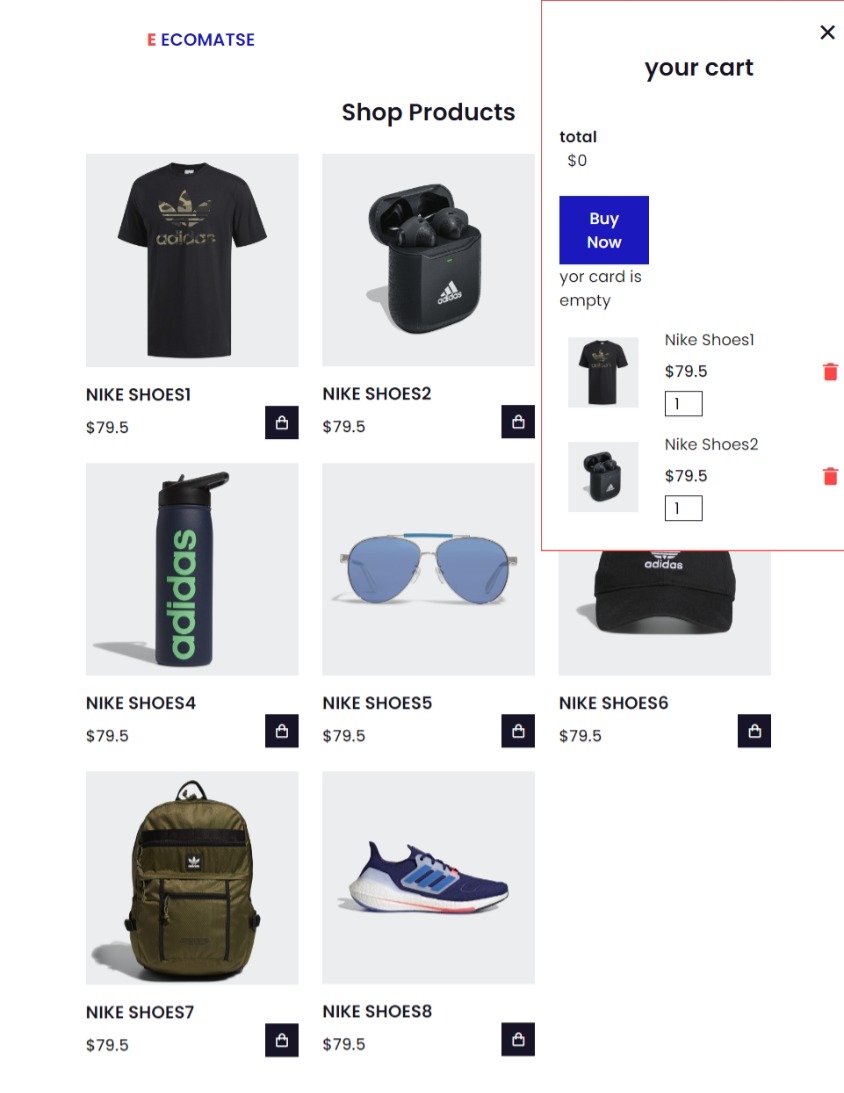 E ECOMATSE
your cart
Shop Products
total
$0
Buy
Now
yor card is
empty
Nike Shoes1
$79.5
1
Nike Shoes2
$79.5
1
adidas
adidas
NIKE SHOES1
$79.5
NIKE SHOES2
$79.5
adidas
adidas
NIKE SHOES4
$79.5
NIKE SHOES5
$79.5
NIKE SHOES6
$79.5
NIKE SHOES7
$79.5
NIKE SHOES8
$79.5